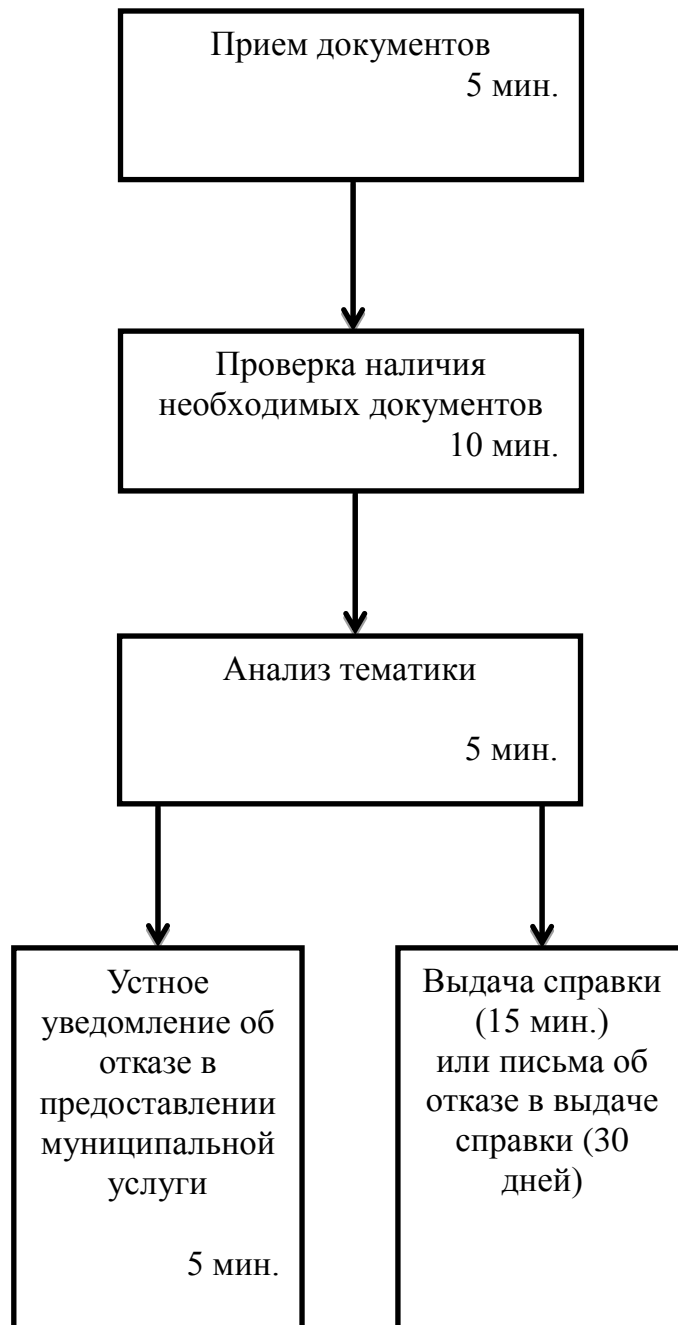 Прием документов
5 мин.
Проверка наличия
необходимых документов
10 мин.
Анализ тематики
5 мин.
Устное
уведомление об
отказе в
предоставлении
муниципальной
услуги
5 мин.
Выдача справки
(15 мин.)
или письма об
отказе в выдаче
справки (30
дней)